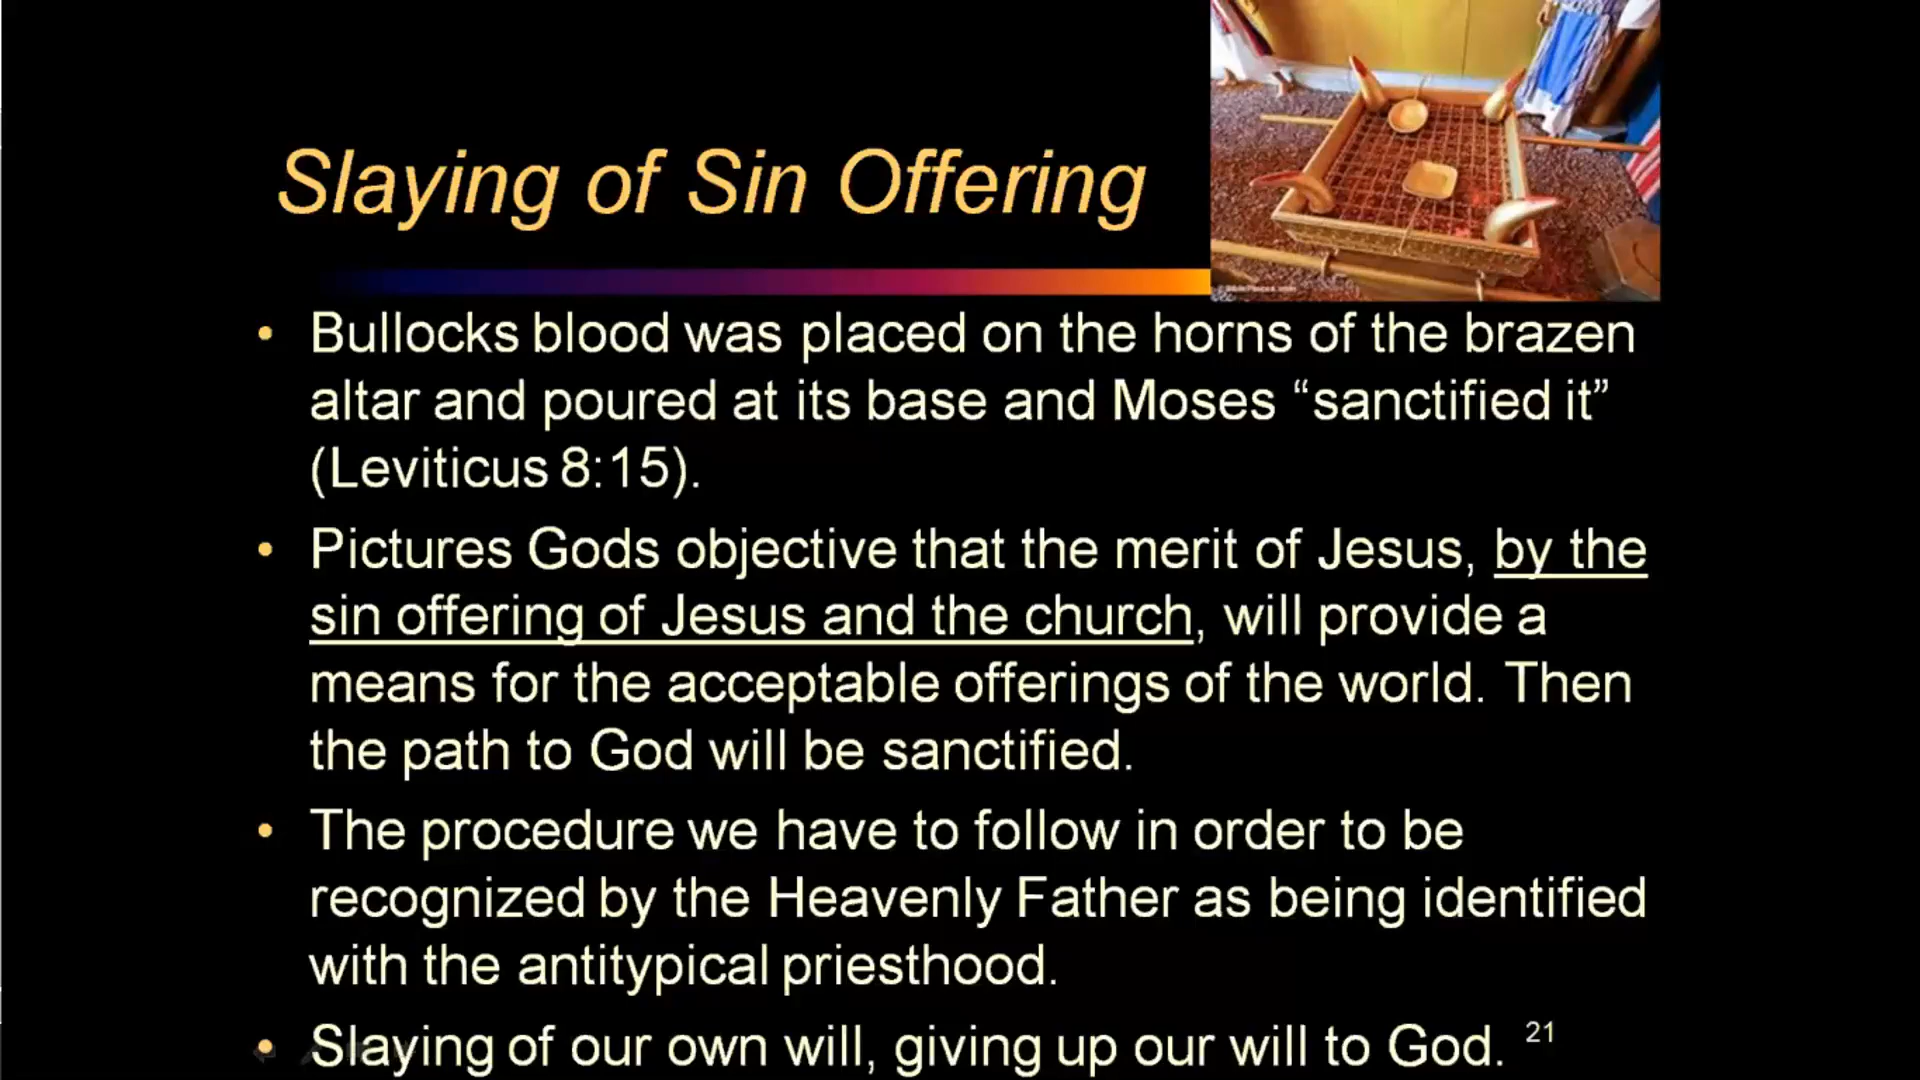 Slaying of Sin Offering
• Bullocks blood was placed on the horns of the brazen
altar and poured at its base and Moses “sanctified it”
(Leviticus 8:15).
• Pictures Gods objective that the merit of Jesus, by the
sin offering of Jesus and the church, will provide a
means for the acceptable offerings of the world. Then
the path to God will be sanctified.
• The procedure we have to follow in order to be
recognized by the Heavenly Father as being identified
with the antitypical priesthood.
• Slaying of our own will, giving up our will to God.
21